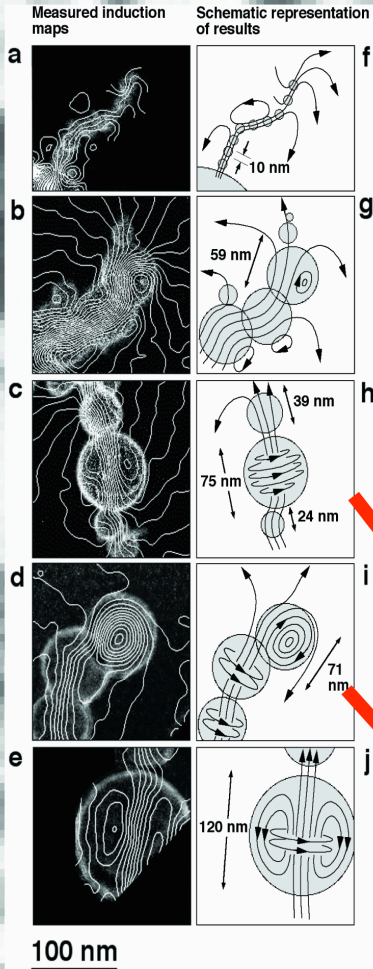 Measured induction maps
Schematic representation of results
a
f
10 nm
b
g
59 nm
c
h
39 nm
75 nm
24 nm
d
i
71
nm
e
j
120 nm
100 nm